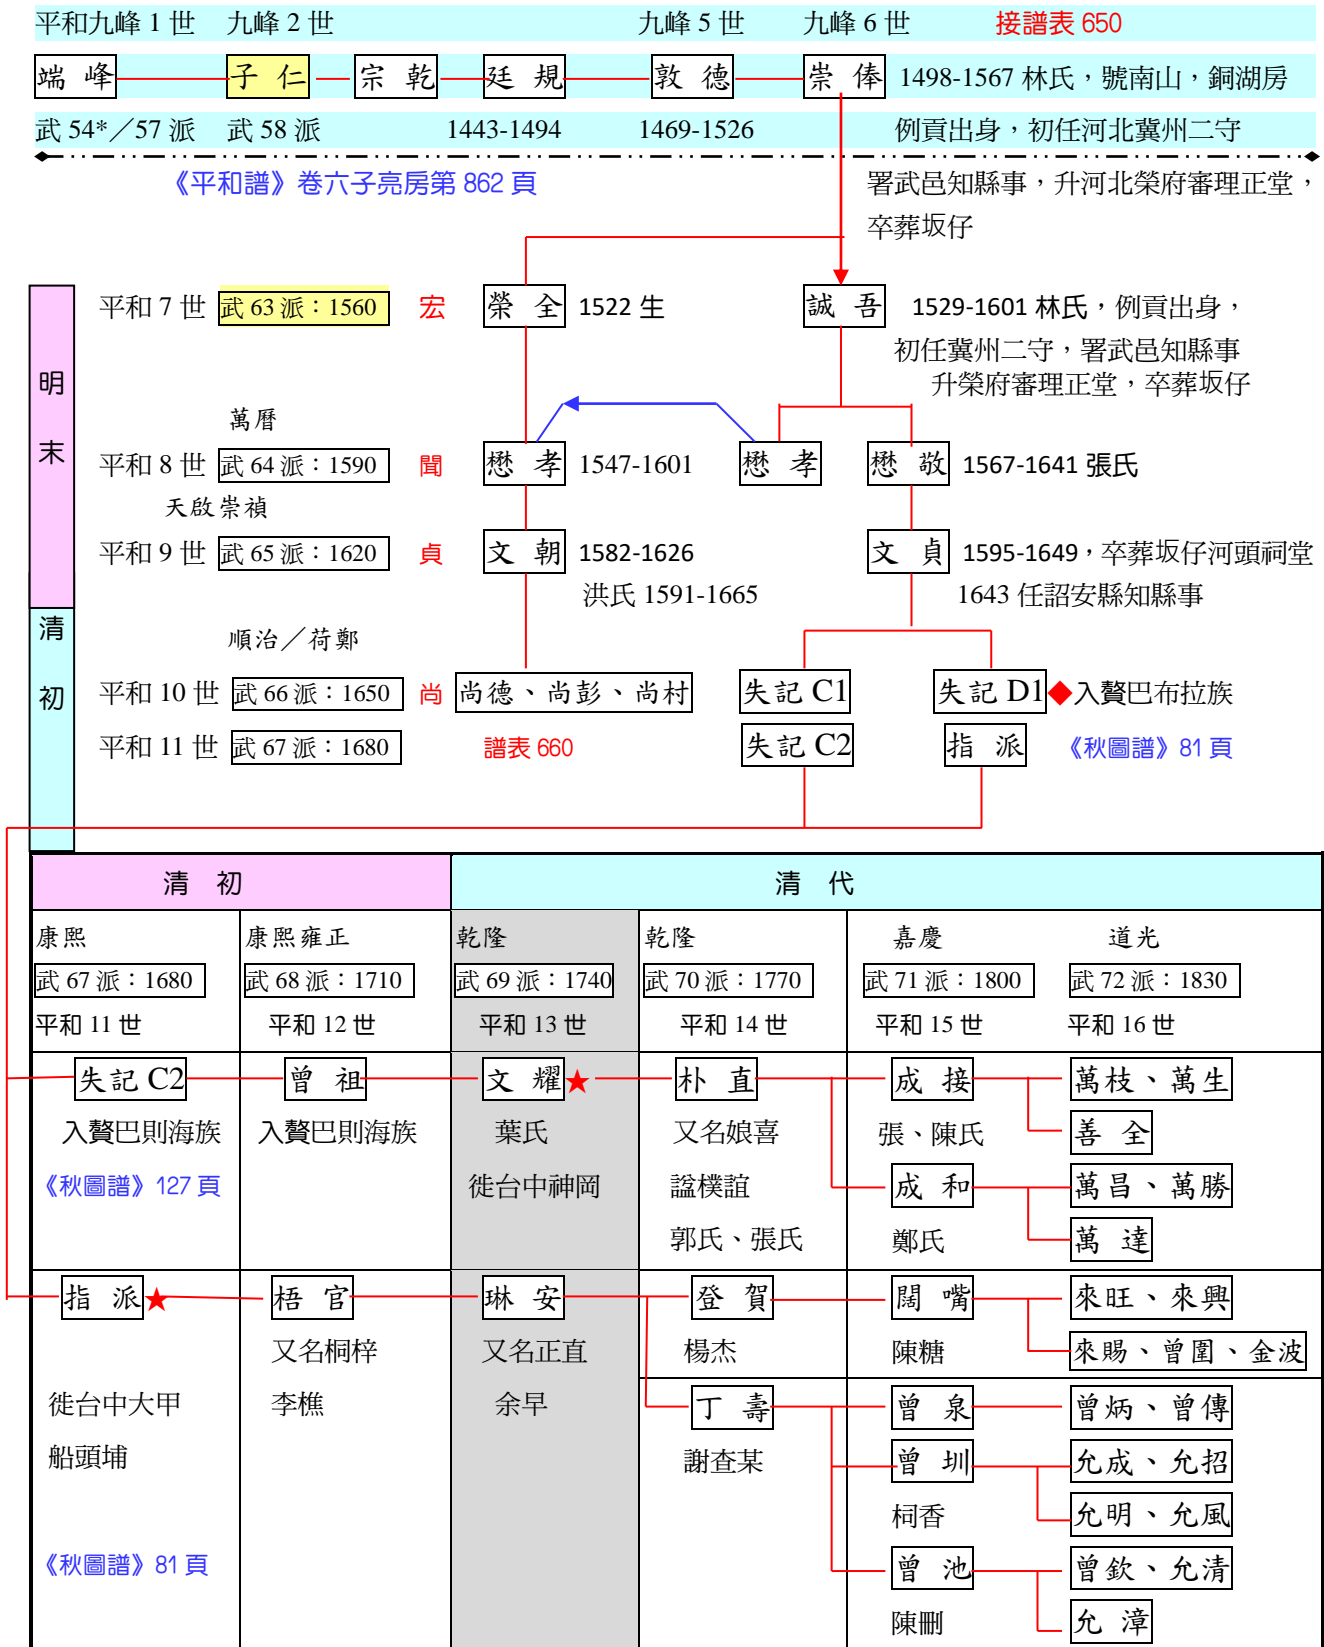 平和九峰 1 世 九峰 2 世 九峰 5 世 九峰 6 世 接譜表 650
端 峰 子 仁 宗 乾 廷 規 敦 德 崇 俸 1498-1567 林氏，號南山，銅湖房
武 54*／57 派 武 58 派 1443-1494 1469-1526 例貢出身，初任河北冀州二守
《平和譜》卷六子亮房第 862 頁 署武邑知縣事，升河北榮府審理正堂，
卒葬坂仔
平和 7 世 武 63 派：1560 宏 榮 全 1522 生 誠 吾 1529-1601 林氏，例貢出身，
初任冀州二守，署武邑知縣事
明 升榮府審理正堂，卒葬坂仔
萬曆
末 平和 8 世 武 64 派：1590 聞 懋 孝 1547-1601 懋 孝 懋 敬 1567-1641 張氏
天啟崇禎
平和 9 世 武 65 派：1620 貞 文 朝 1582-1626 文 貞 1595-1649，卒葬坂仔河頭祠堂
洪氏 1591-1665 1643 任詔安縣知縣事
清 順治／荷鄭
初 平和 10 世 武 66 派：1650 尚 尚德、尚彭、尚村 失記 C1 失記 D1◆入贅巴布拉族
平和 11 世 武 67 派：1680 譜表 660 失記 C2 指 派 《秋圖譜》81 頁
清 初 清 代
康熙 康熙雍正 乾隆 乾隆 嘉慶 道光
武 67 派：1680 武 68 派：1710 武 69 派：1740 武 70 派：1770 武 71 派：1800 武 72 派：1830
平和 11 世 平和 12 世 平和 13 世 平和 14 世 平和 15 世 平和 16 世
失記 C2 曾 祖 文 耀★ 朴 直 成 接 萬枝、萬生
入贅巴則海族 入贅巴則海族 葉氏 又名娘喜 張、陳氏 善 全
《秋圖譜》127 頁 徙台中神岡 諡樸誼 成 和 萬昌、萬勝
郭氏、張氏 鄭氏 萬 達
指 派★ 梧 官 琳 安 登 賀 闊 嘴 來旺、來興
又名桐梓 又名正直 楊杰 陳糖 來賜、曾圍、金波
徙台中大甲 李樵 余早 丁 壽 曾 泉 曾炳、曾傳
船頭埔 謝查某 曾 圳 允成、允招
柯香 允明、允風
《秋圖譜》81 頁 曾 池 曾欽、允清
陳刪 允 漳